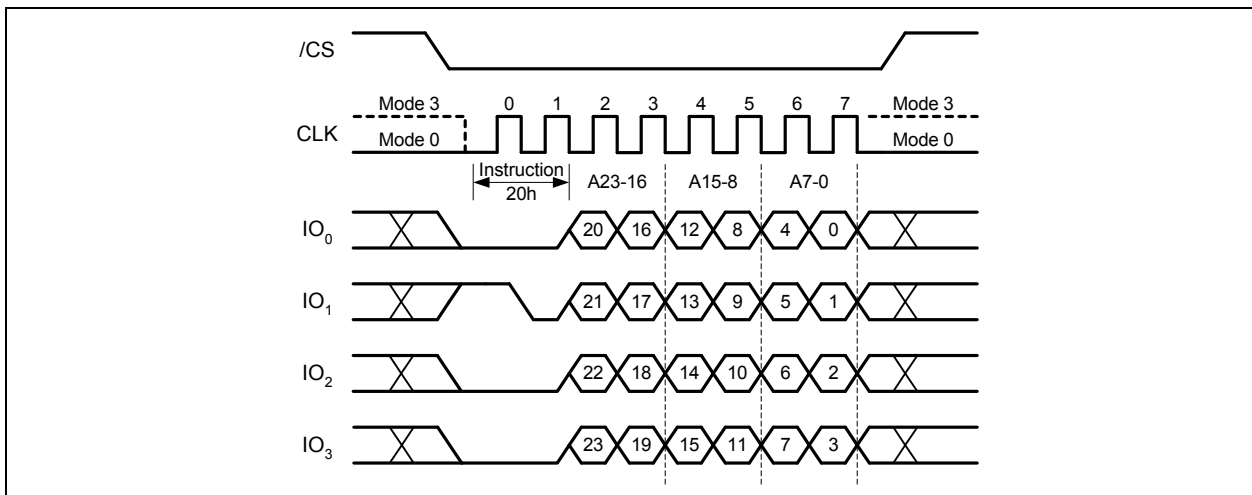 /CS
Mode 3 0 1 2 3 4 5 6 7 Mode 3
CLK
Mode 0 Mode 0
Instruction
20h
A23-16 A15-8 A7-0
IO0 20 16 12 8 4 0
IO1 21 17 13 9 5 1
IO2 22 18 14 10 6 2
IO3 23 19 15 11 7 3